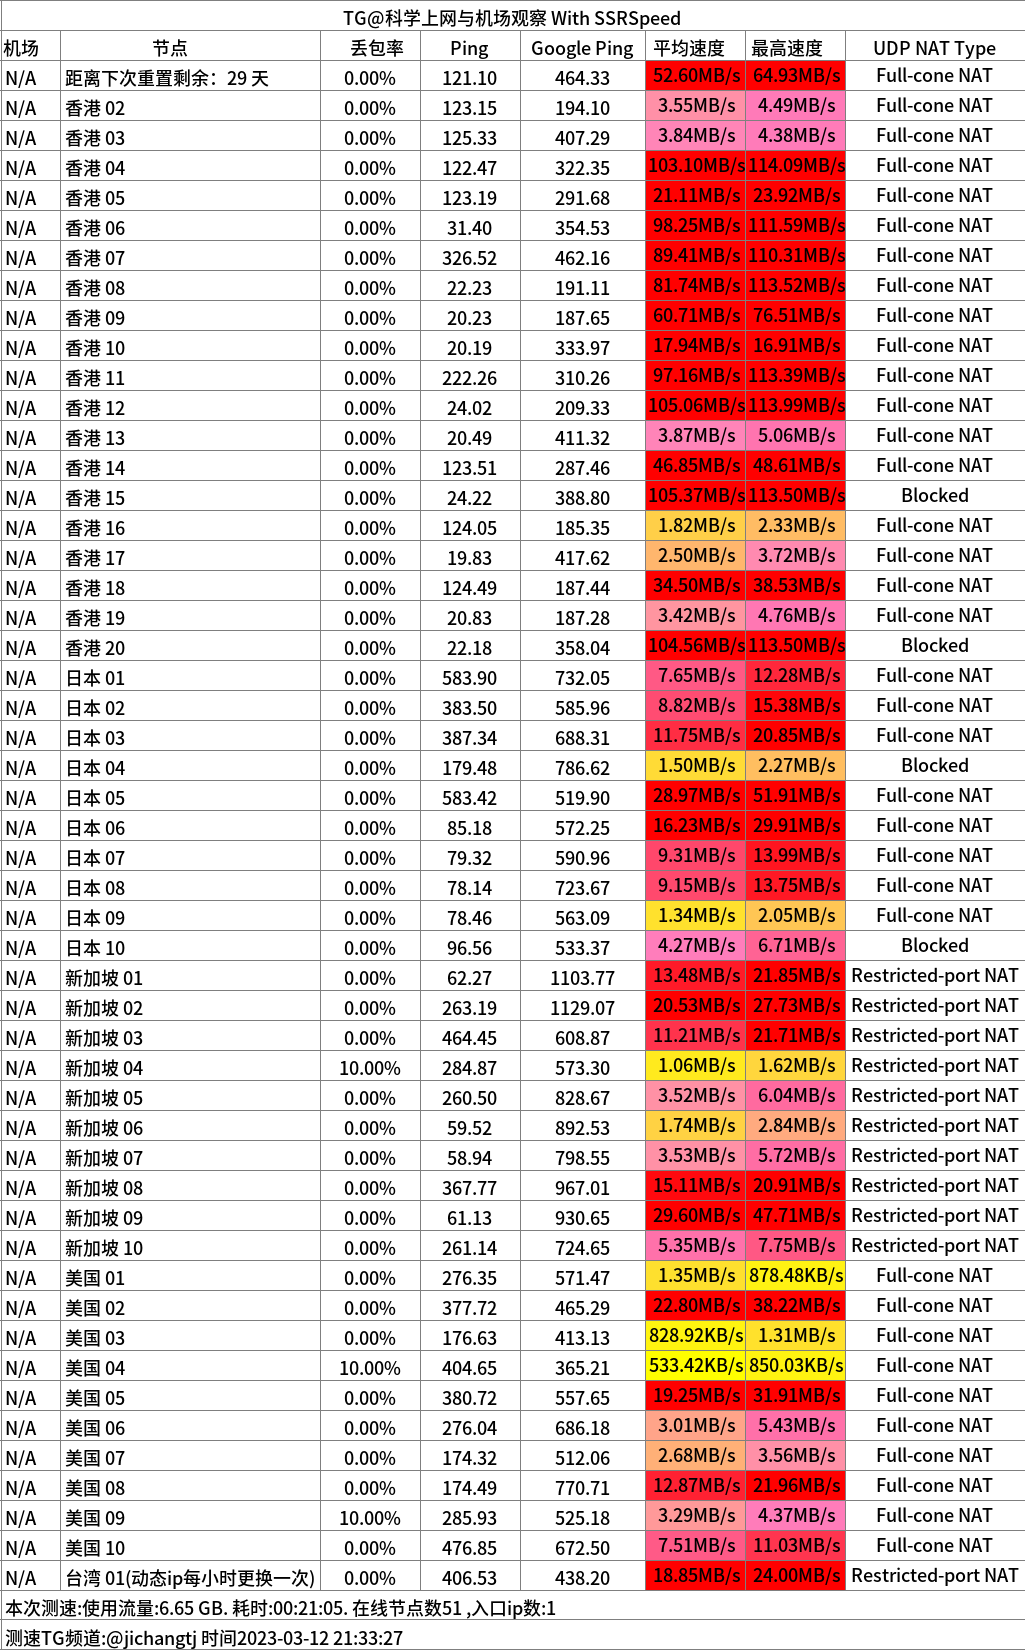 TG@科学上网与机场观察 With SSRSpeed
机场 节点 丢包率 Ping Google Ping 平均速度 最高速度 UDP NAT Type
N/A 距离下次重置剩余：29 天 0.00% 121.10 464.33 52.60MB/s 64.93MB/s Full-cone NAT
N/A 香港 02 0.00% 123.15 194.10 3.55MB/s 4.49MB/s Full-cone NAT
N/A 香港 03 0.00% 125.33 407.29 3.84MB/s 4.38MB/s Full-cone NAT
N/A 香港 04 0.00% 122.47 322.35 103.10MB/s 114.09MB/s Full-cone NAT
N/A 香港 05 0.00% 123.19 291.68 21.11MB/s 23.92MB/s Full-cone NAT
N/A 香港 06 0.00% 31.40 354.53 98.25MB/s 111.59MB/s Full-cone NAT
N/A 香港 07 0.00% 326.52 462.16 89.41MB/s 110.31MB/s Full-cone NAT
N/A 香港 08 0.00% 22.23 191.11 81.74MB/s 113.52MB/s Full-cone NAT
N/A 香港 09 0.00% 20.23 187.65 60.71MB/s 76.51MB/s Full-cone NAT
N/A 香港 10 0.00% 20.19 333.97 17.94MB/s 16.91MB/s Full-cone NAT
N/A 香港 11 0.00% 222.26 310.26 97.16MB/s 113.39MB/s Full-cone NAT
N/A 香港 12 0.00% 24.02 209.33 105.06MB/s 113.99MB/s Full-cone NAT
N/A 香港 13 0.00% 20.49 411.32 3.87MB/s 5.06MB/s Full-cone NAT
N/A 香港 14 0.00% 123.51 287.46 46.85MB/s 48.61MB/s Full-cone NAT
N/A 香港 15 0.00% 24.22 388.80 105.37MB/s 113.50MB/s Blocked
N/A 香港 16 0.00% 124.05 185.35 1.82MB/s 2.33MB/s Full-cone NAT
N/A 香港 17 0.00% 19.83 417.62 2.50MB/s 3.72MB/s Full-cone NAT
N/A 香港 18 0.00% 124.49 187.44 34.50MB/s 38.53MB/s Full-cone NAT
N/A 香港 19 0.00% 20.83 187.28 3.42MB/s 4.76MB/s Full-cone NAT
N/A 香港 20 0.00% 22.18 358.04 104.56MB/s 113.50MB/s Blocked
N/A 日本 01 0.00% 583.90 732.05 7.65MB/s 12.28MB/s Full-cone NAT
N/A 日本 02 0.00% 383.50 585.96 8.82MB/s 15.38MB/s Full-cone NAT
N/A 日本 03 0.00% 387.34 688.31 11.75MB/s 20.85MB/s Full-cone NAT
N/A 日本 04 0.00% 179.48 786.62 1.50MB/s 2.27MB/s Blocked
N/A 日本 05 0.00% 583.42 519.90 28.97MB/s 51.91MB/s Full-cone NAT
N/A 日本 06 0.00% 85.18 572.25 16.23MB/s 29.91MB/s Full-cone NAT
N/A 日本 07 0.00% 79.32 590.96 9.31MB/s 13.99MB/s Full-cone NAT
N/A 日本 08 0.00% 78.14 723.67 9.15MB/s 13.75MB/s Full-cone NAT
N/A 日本 09 0.00% 78.46 563.09 1.34MB/s 2.05MB/s Full-cone NAT
N/A 日本 10 0.00% 96.56 533.37 4.27MB/s 6.71MB/s Blocked
N/A 新加坡 01 0.00% 62.27 1103.77 13.48MB/s 21.85MB/s Restricted-port NAT
N/A 新加坡 02 0.00% 263.19 1129.07 20.53MB/s 27.73MB/s Restricted-port NAT
N/A 新加坡 03 0.00% 464.45 608.87 11.21MB/s 21.71MB/s Restricted-port NAT
N/A 新加坡 04 10.00% 284.87 573.30 1.06MB/s 1.62MB/s Restricted-port NAT
N/A 新加坡 05 0.00% 260.50 828.67 3.52MB/s 6.04MB/s Restricted-port NAT
N/A 新加坡 06 0.00% 59.52 892.53 1.74MB/s 2.84MB/s Restricted-port NAT
N/A 新加坡 07 0.00% 58.94 798.55 3.53MB/s 5.72MB/s Restricted-port NAT
N/A 新加坡 08 0.00% 367.77 967.01 15.11MB/s 20.91MB/s Restricted-port NAT
N/A 新加坡 09 0.00% 61.13 930.65 29.60MB/s 47.71MB/s Restricted-port NAT
N/A 新加坡 10 0.00% 261.14 724.65 5.35MB/s 7.75MB/s Restricted-port NAT
N/A 美国 01 0.00% 276.35 571.47 1.35MB/s 878.48KB/s Full-cone NAT
N/A 美国 02 0.00% 377.72 465.29 22.80MB/s 38.22MB/s Full-cone NAT
N/A 美国 03 0.00% 176.63 413.13 828.92KB/s 1.31MB/s Full-cone NAT
N/A 美国 04 10.00% 404.65 365.21 533.42KB/s 850.03KB/s Full-cone NAT
N/A 美国 05 0.00% 380.72 557.65 19.25MB/s 31.91MB/s Full-cone NAT
N/A 美国 06 0.00% 276.04 686.18 3.01MB/s 5.43MB/s Full-cone NAT
N/A 美国 07 0.00% 174.32 512.06 2.68MB/s 3.56MB/s Full-cone NAT
N/A 美国 08 0.00% 174.49 770.71 12.87MB/s 21.96MB/s Full-cone NAT
N/A 美国 09 10.00% 285.93 525.18 3.29MB/s 4.37MB/s Full-cone NAT
N/A 美国 10 0.00% 476.85 672.50 7.51MB/s 11.03MB/s Full-cone NAT
N/A 台湾 01(动态ip每小时更换一次) 0.00% 406.53 438.20 18.85MB/s 24.00MB/s Restricted-port NAT
本次测速:使用流量:6.65 GB. 耗时:00:21:05. 在线节点数51 ,入口ip数:1
测速TG频道:@jichangtj 时间2023-03-12 21:33:27